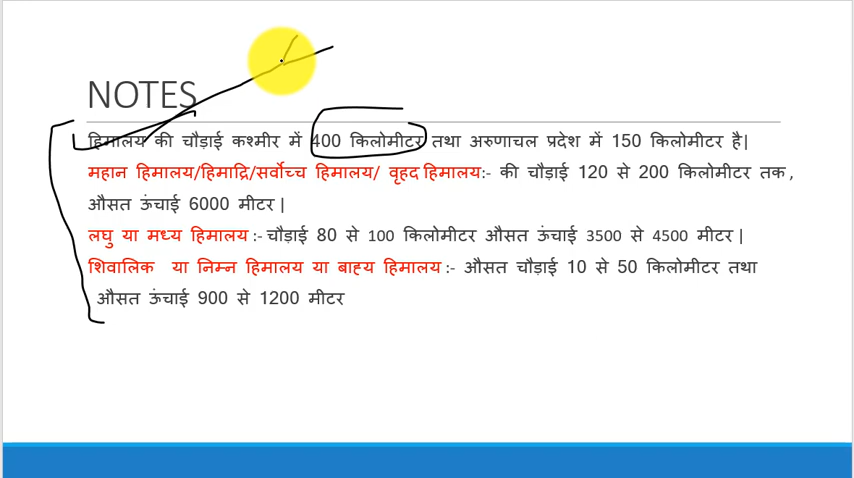 NOTES
हिमालय की चौड़ाई कश्मीर में 400 किलोमीटर तथा अरुणाचल प्रदेश में 150 किलोमीटर है|
महान हिमालय/हिमाद्रि/सर्वोच्च हिमालय/ वृहद हिमालय:- की चौड़ाई 120 से 200 किलोमीटर तक,
औसत ऊंचाई 6000 मीटर|
लघु या मध्य हिमालय :- चौड़ाई 80 से 100 किलोमीटर औसत ऊंचाई 3500 से 4500 मीटर|
शिवालिक या निम्न हिमालय या बाह्य हिमालय :- औसत चौड़ाई 10 से 50 किलोमीटर तथा
औसत ऊंचाई 900 से 1200 मीटर